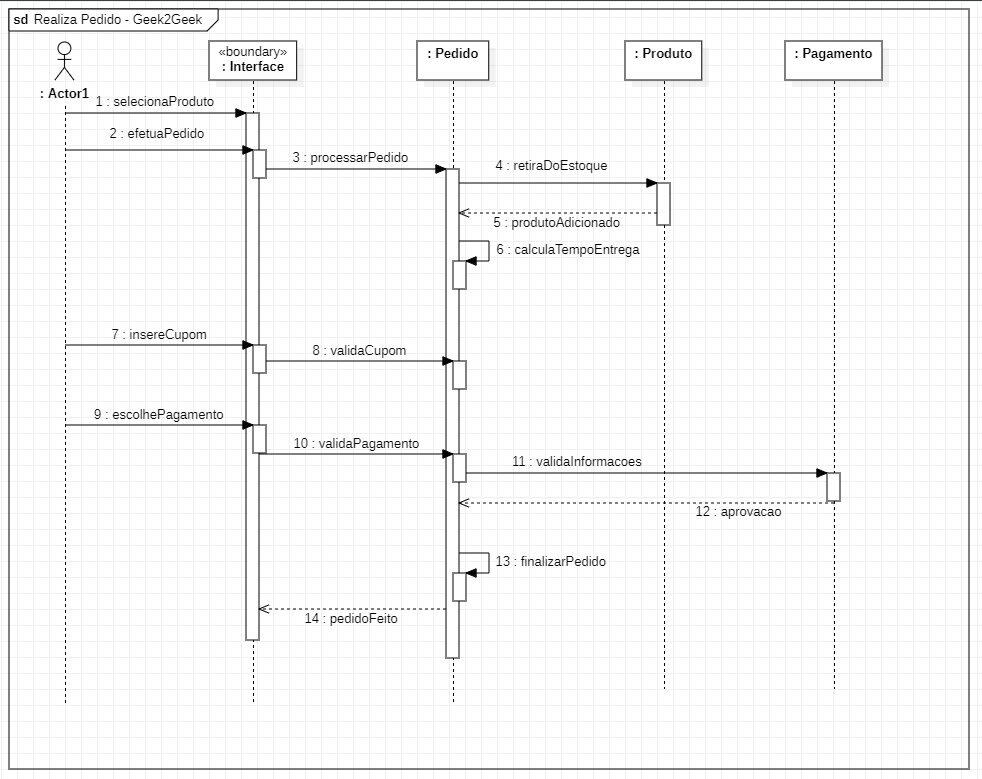 sd Realiza Pedido - Geek2Geek
«boundary»
: Interface
: Pedido
: Produto
: Pagamento
: Actor1
1 : selecionaProduto
2 : efetuaPedido
3 : processarPedido
4 : retiraDoEstoque
5 : produtoAdicionado
6 : calculaTempoEntrega
7 : insereCupom
8 : validaCupom
9 : escolhePagamento
10 : validaPagamento
11 : validaInformacoes
12 : aprovacao
13 : finalizarPedido
14 : pedidoFeito